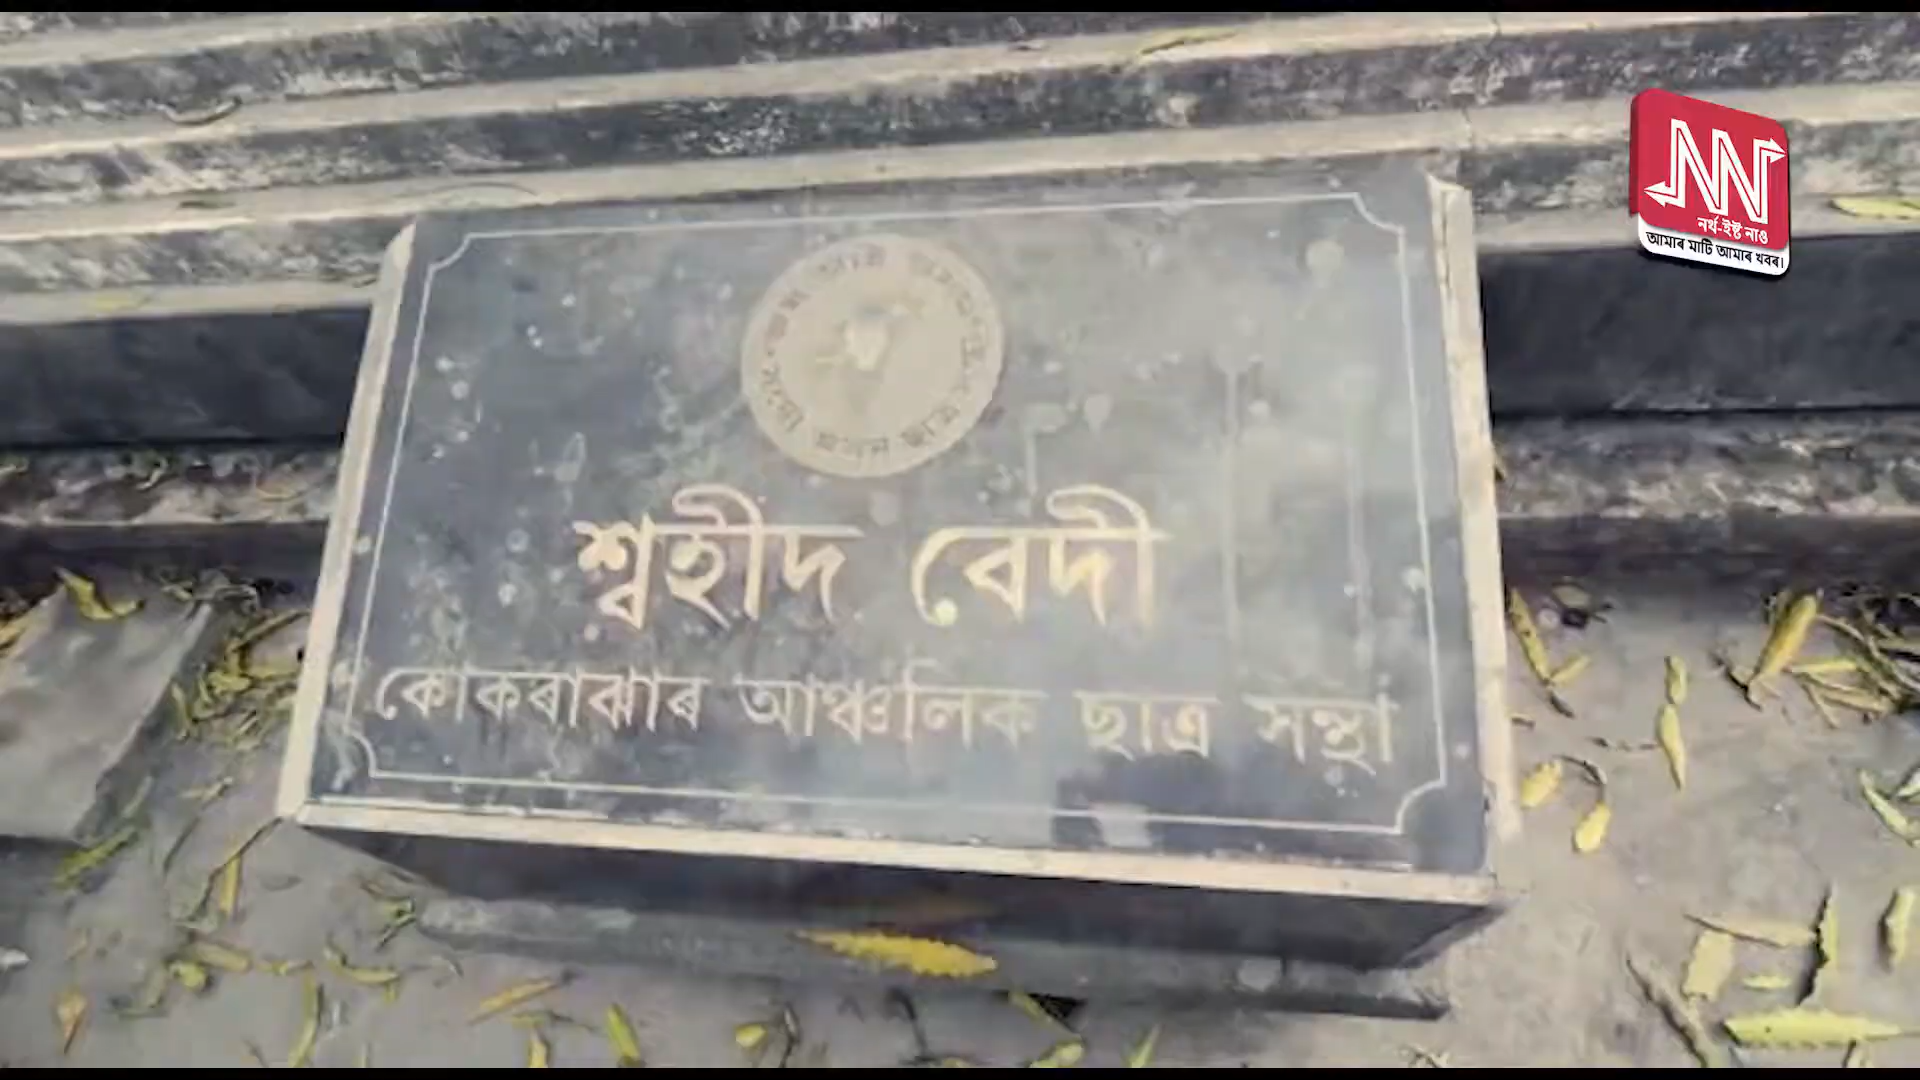 নৰ্থ-ইষ্ট নাও
আমাৰ মাটি আমাৰ খবৰ।
শ্বহীদ বেদী
কোকৰাঝাৰ আঞ্চলিক ছাত্ৰ সন্থা